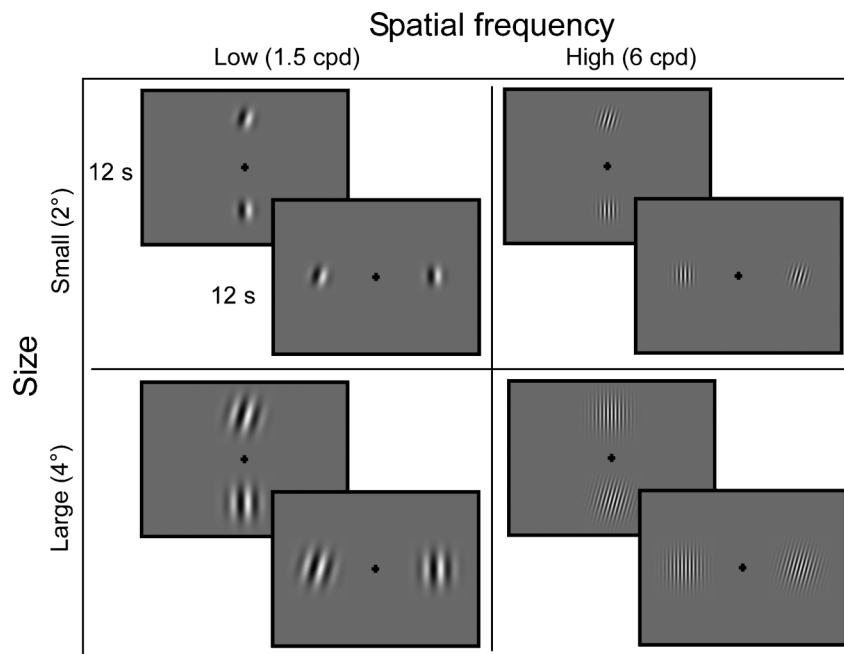 Spatial frequency
Low (1.5 cpd)
High (6 cpd)
Size
Small (2°)
12 s
12 s
Large (4°)